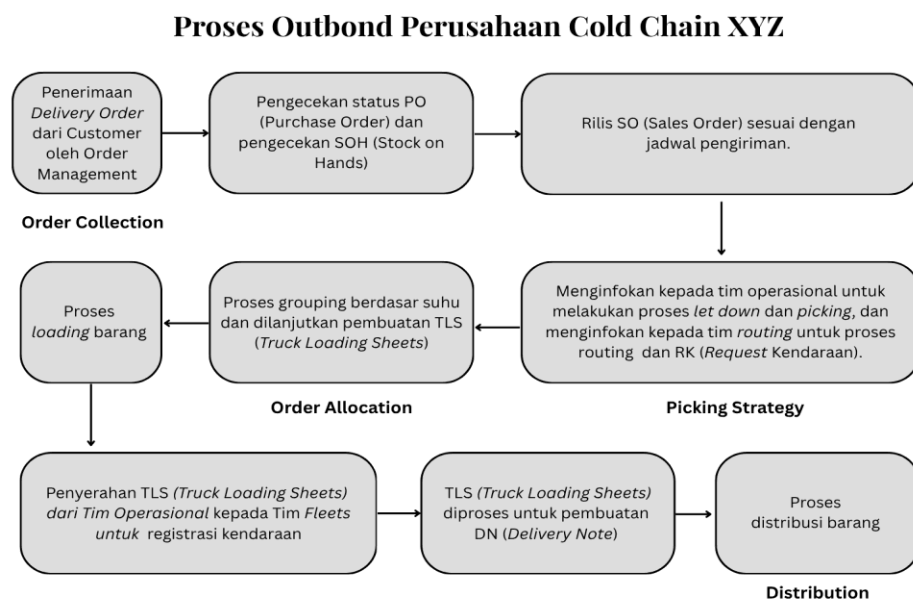 Proses Outbond Perusahaan Cold Chain XYZ
Penerimaan
Delivery Order
dari Customer
oleh Order
Management
Pengecekan status PO
(Purchase Order) dan
pengecekan SOH (Stock on
Hands)
Rilis SO (Sales Order) sesuai dengan
jadwal pengiriman.
Order Collection
Proses
loading barang
Proses grouping berdasar suhu
dan dilanjutkan pembuatan TLS
(Truck Loading Sheets)
Menginfokan kepada tim operasional untuk
melakukan proses let down dan picking, dan
menginfokan kepada tim routing untuk proses
routing dan RK (Request Kendaraan).
Order Allocation
Picking Strategy
Penyerahan TLS (Truck Loading Sheets)
dari Tim Operasional kepada Tim Fleets
untuk registrasi kendaraan
TLS (Truck Loading Sheets)
diproses untuk pembuatan
DN (Delivery Note)
Proses
distribusi barang
Distribution